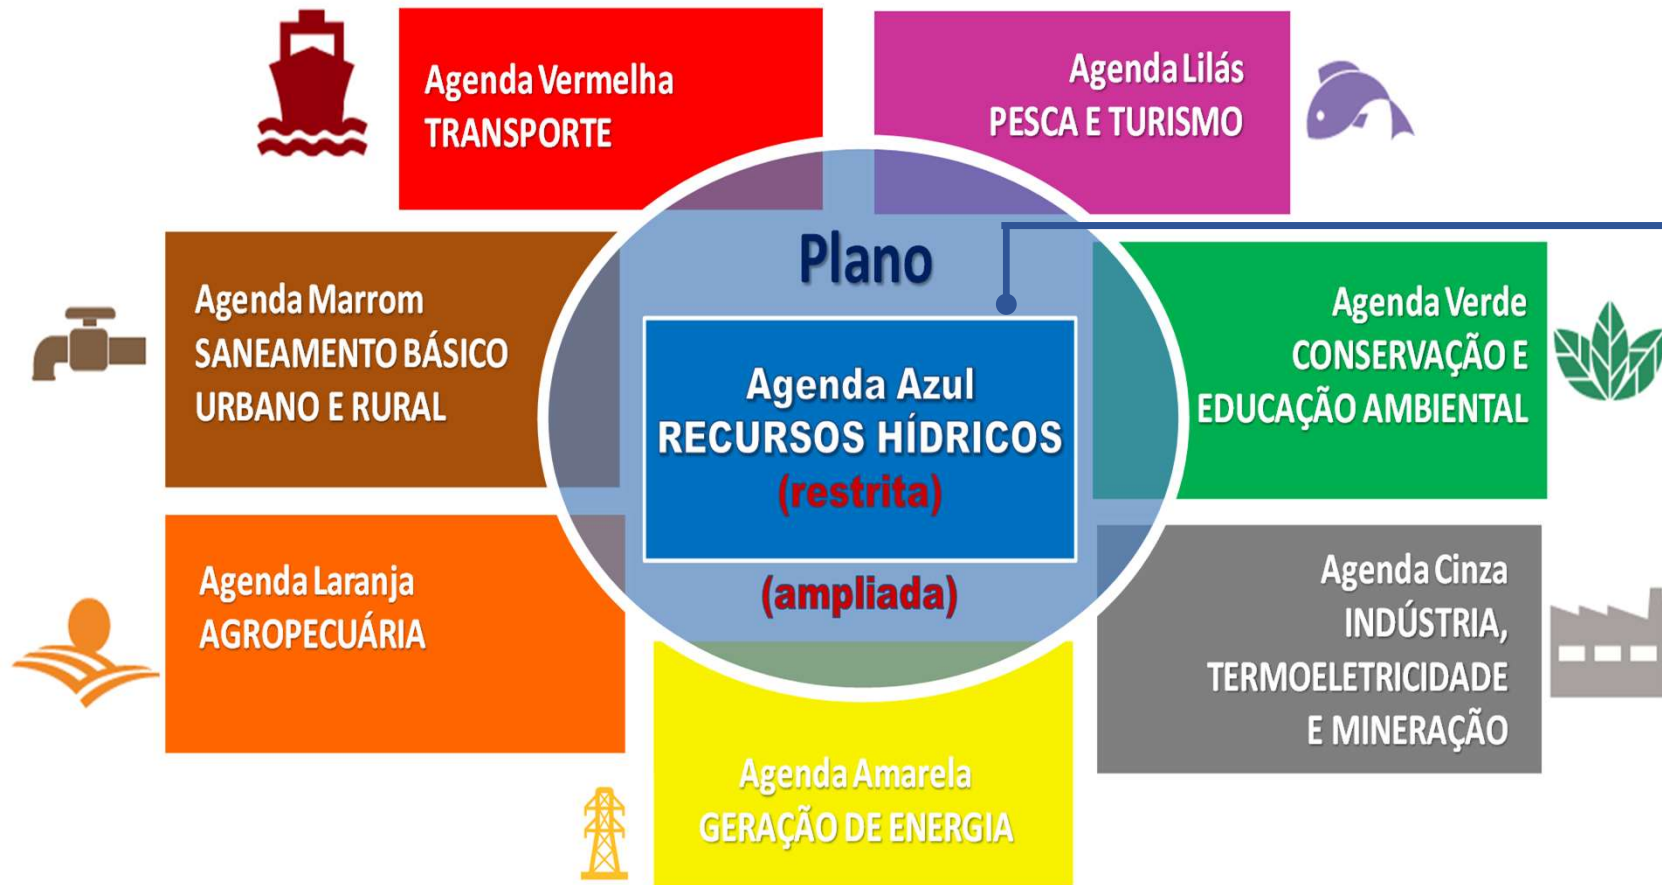 Agenda Vermelha
TRANSPORTE
Agenda Lilás
PESCA E TURISMO
Plano
Agenda Marrom
SANEAMENTO BÁSICO
URBANO E RURAL
Agenda Azul
RECURSOS HÍDRICOS
(restrita)
(ampliada)
Agenda Verde
CONSERVAÇÃO E
EDUCAÇÃO AMBIENTAL
Agenda Laranja
AGROPECUÁRIA
Agenda Cinza
INDÚSTRIA,
TERMOELETRICIDADE
E MINERAÇÃO
Agenda Amarela
GERAÇÃO DE ENERGIA